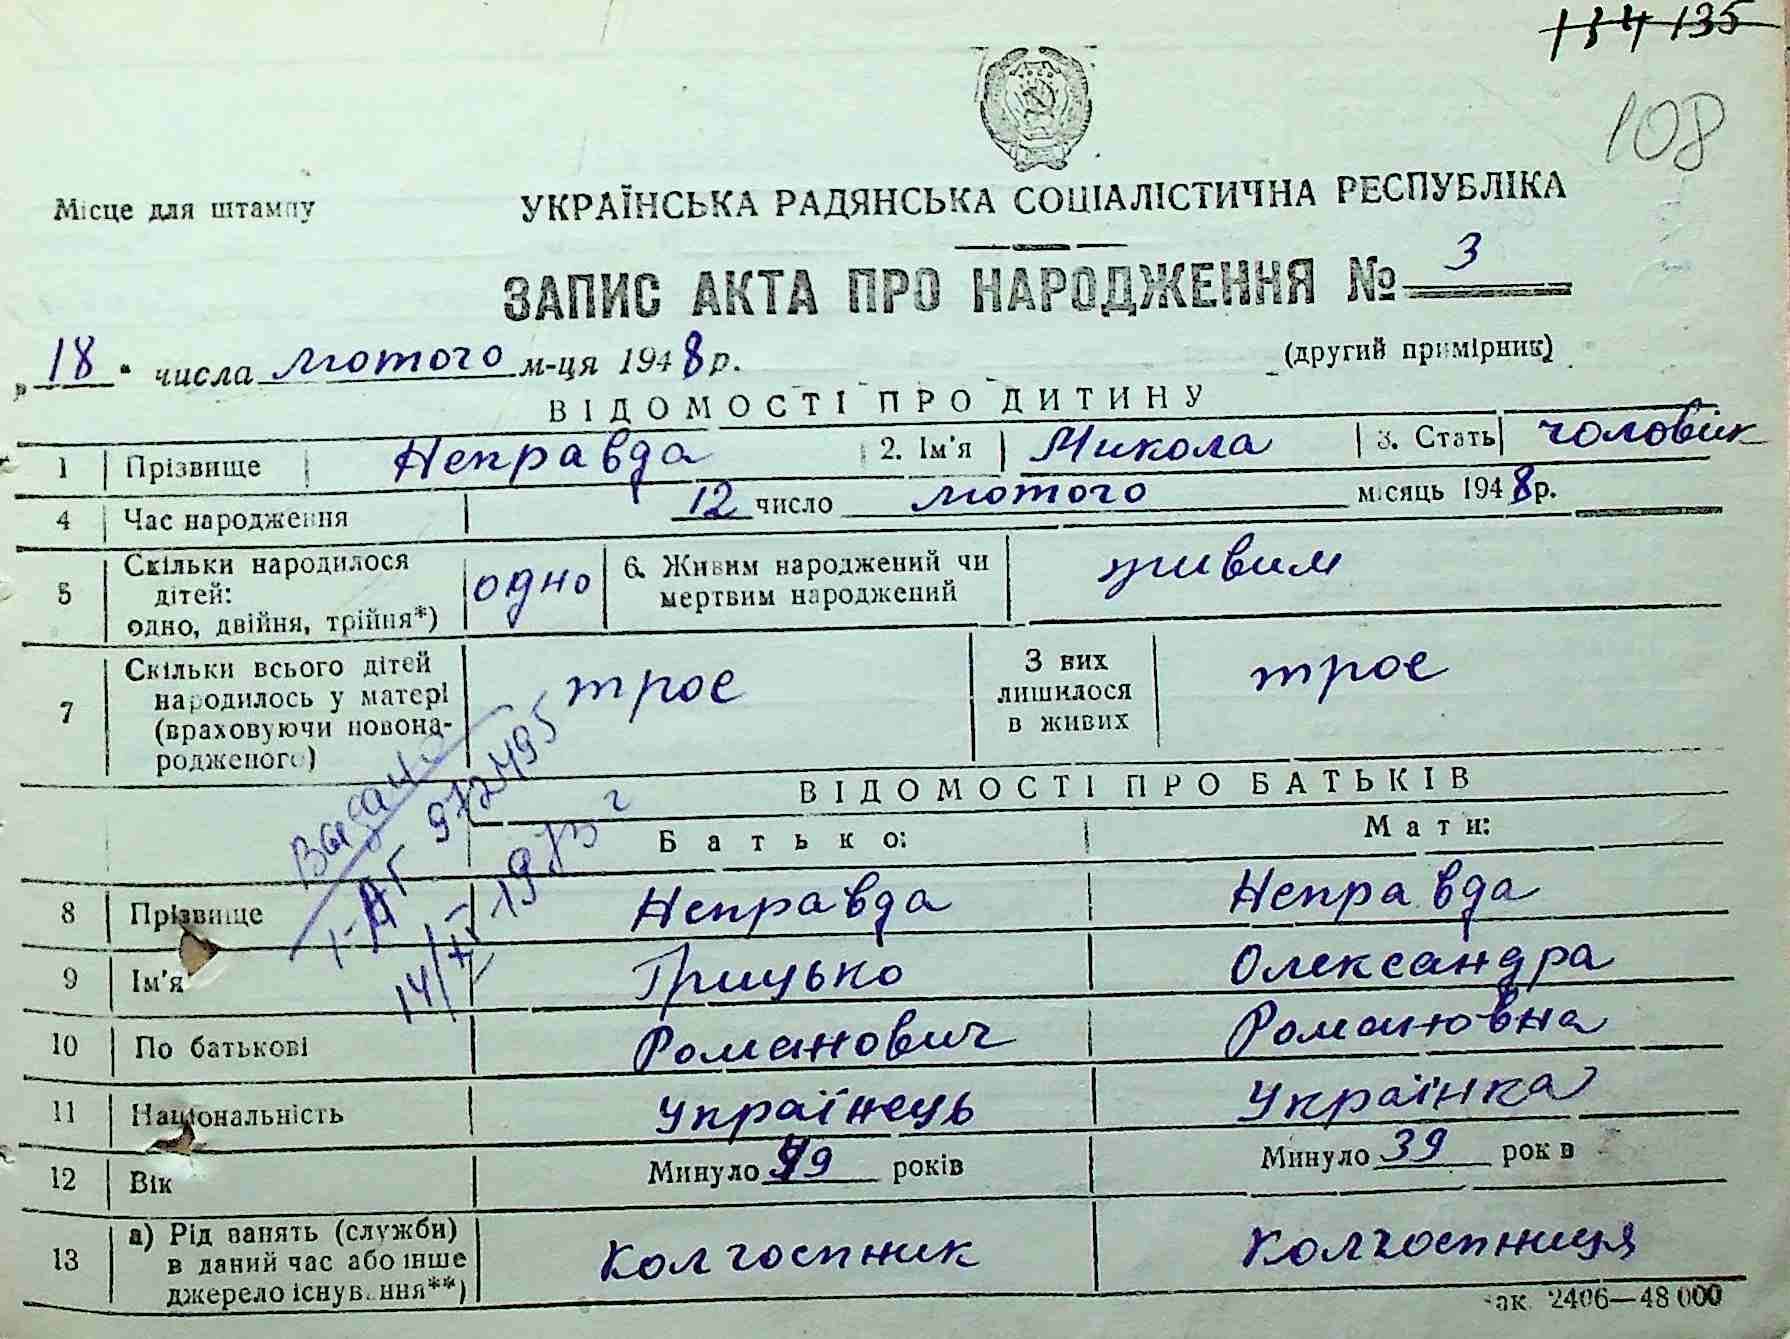 134 135
108
Місце для штампу
УКРАЇНСЬКА РАДЯНСЬКА СОЦІАЛІСТИЧНА РЕСПУБЛІКА
ЗАПИС АКТА ПРО НАРОДЖЕННЯ № 3
„18“ числа лютого м-ця 1948 р.
(другий примірник)
ВІДОМОСТІ ПРО ДИТИНУ
1 Прізвище Неправда 2. Ім'я Микола 3. Стать чоловік
4 Час народження 12 число лютого місяць 1948 р.
5 Скільки народилося дітей: одно, двійня, трійня*) одно 6. Живим народжений чи мертвим народжений живим
7 Скільки всього дітей народилось у матері (враховуючи новонародженого) троє З них лишилося в живих троє
ВІДОМОСТІ ПРО БАТЬКІВ
Батько: Мати:
8 Прізвище Неправда Неправда
9 Ім'я Грицько Олександра
10 По батькові Романович Романовна
11 Національність Українець Українка
12 Вік Минуло років Минуло 39 років
13 а) Рід занять (служби) в даний час або інше джерело існування**) Колгоспник Колгоспниця
Зак. 2406—48 000